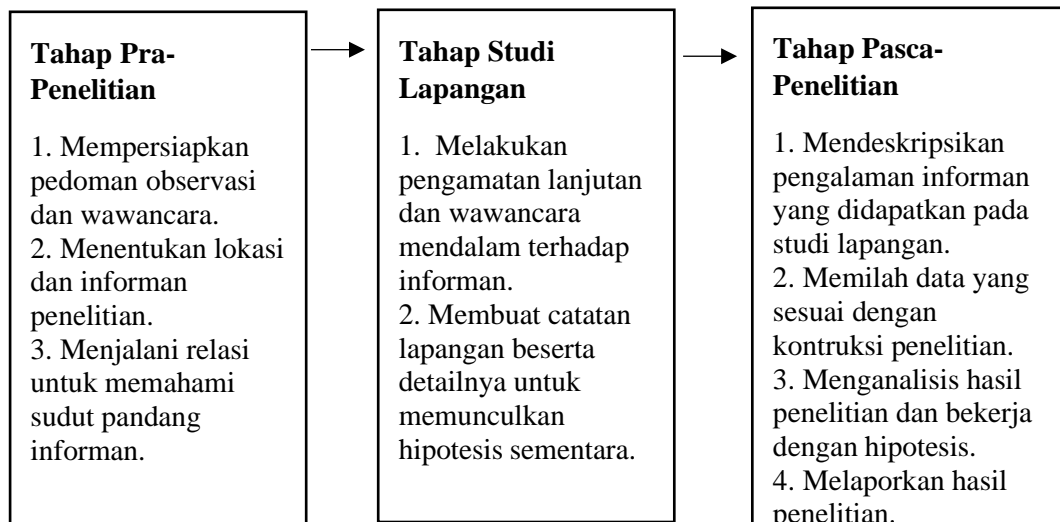 Tahap Pra-
Penelitian
1. Mempersiapkan
pedoman observasi
dan wawancara.
2. Menentukan lokasi
dan informan
penelitian.
3. Menjalani relasi
untuk memahami
sudut pandang
informan.
Tahap Studi
Lapangan
1. Melakukan
pengamatan lanjutan
dan wawancara
mendalam terhadap
informan.
2. Membuat catatan
lapangan beserta
detailnya untuk
memunculkan
hipotesis sementara.
Tahap Pasca-
Penelitian
1. Mendeskripsikan
pengalaman informan
yang didapatkan pada
studi lapangan.
2. Memilah data yang
sesuai dengan
kontruksi penelitian.
3. Menganalisis hasil
penelitian dan bekerja
dengan hipotesis.
4. Melaporkan hasil
penelitian.